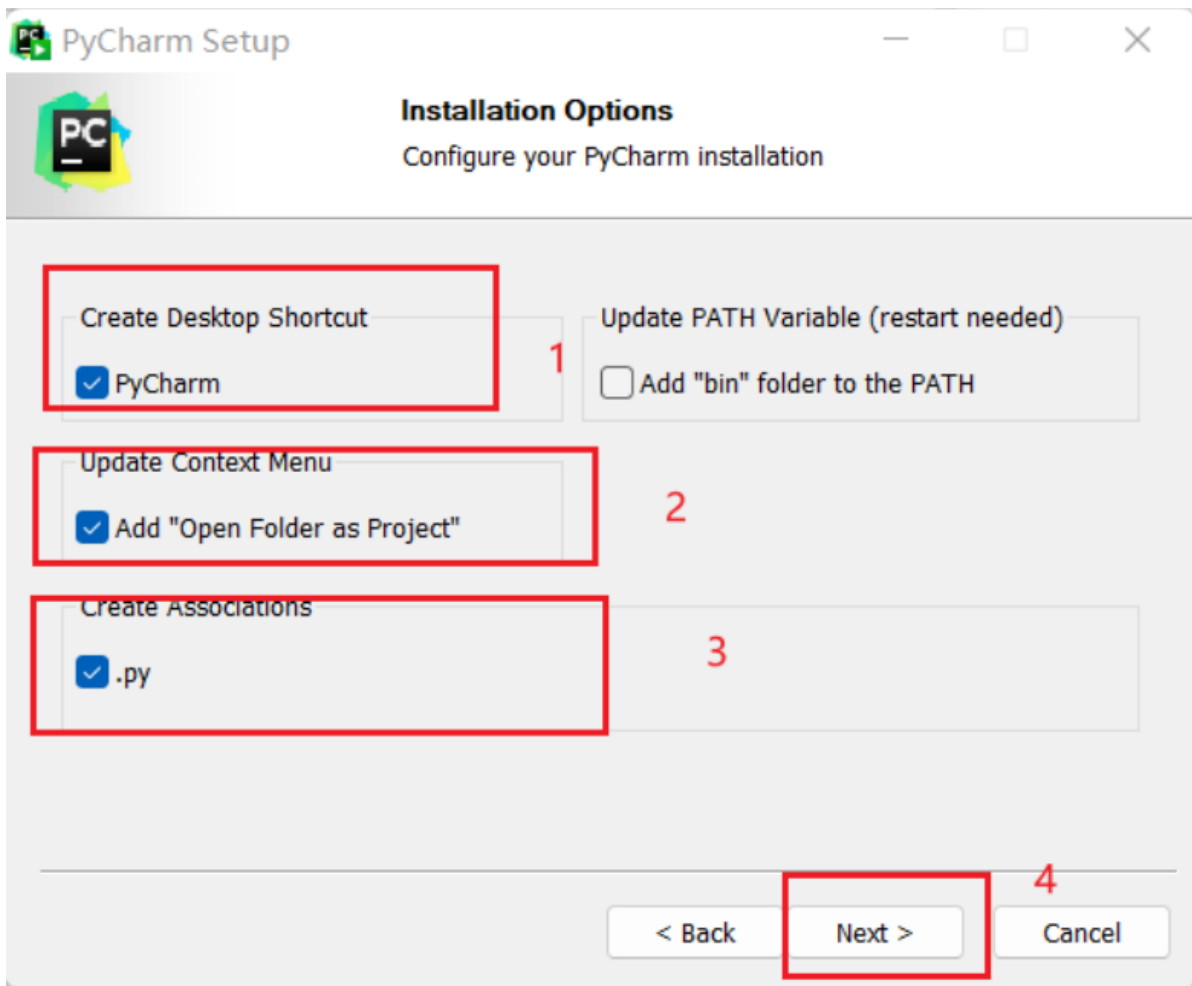 PyCharm Setup
PC
Installation Options
Configure your PyCharm installation
Create Desktop Shortcut
PyCharm
1
Update PATH Variable (restart needed)
Add "bin" folder to the PATH
Update Context Menu
Add "Open Folder as Project"
2
Create Associations
.py
3
4
< Back
Next >
Cancel